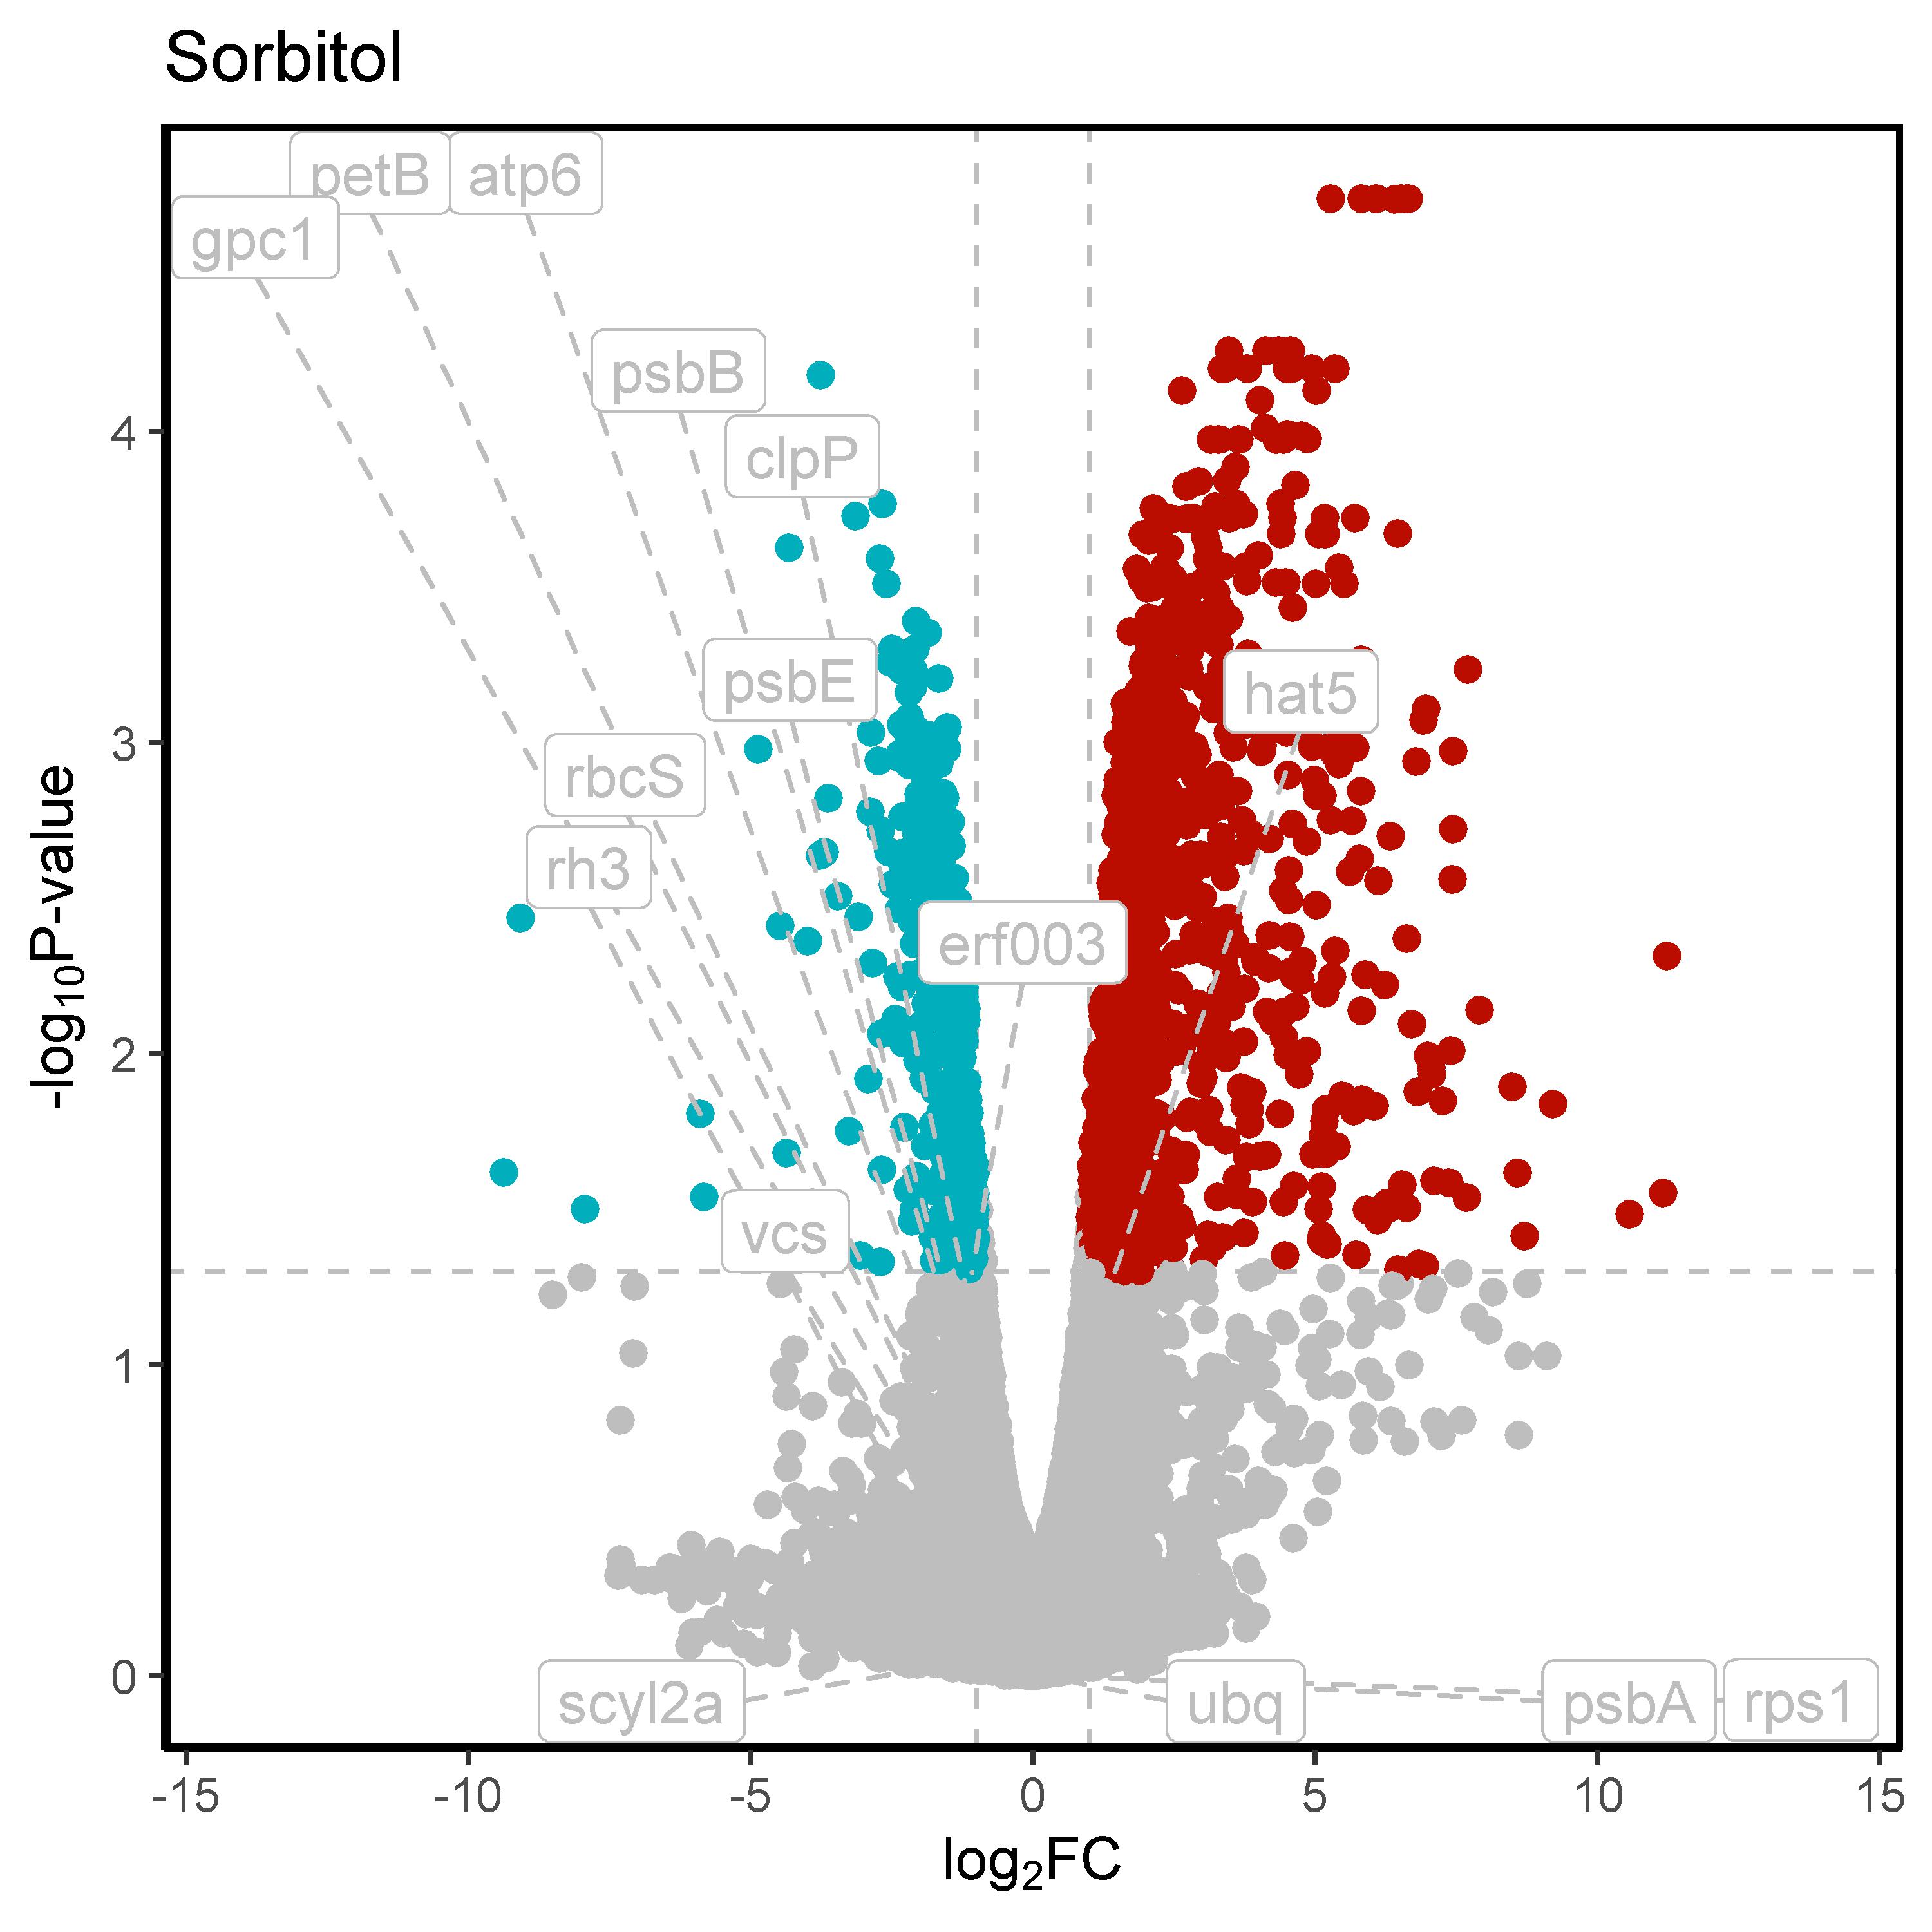 Sorbitol
petB
atp6
gpc1
psbB
clpP
psbE
hat5
rbcS
rh3
erf003
vcs
scyl2a
ubq
psbA
rps1
4
3
2
1
0
-log10P-value
-15
-10
-5
0
5
10
15
log2FC